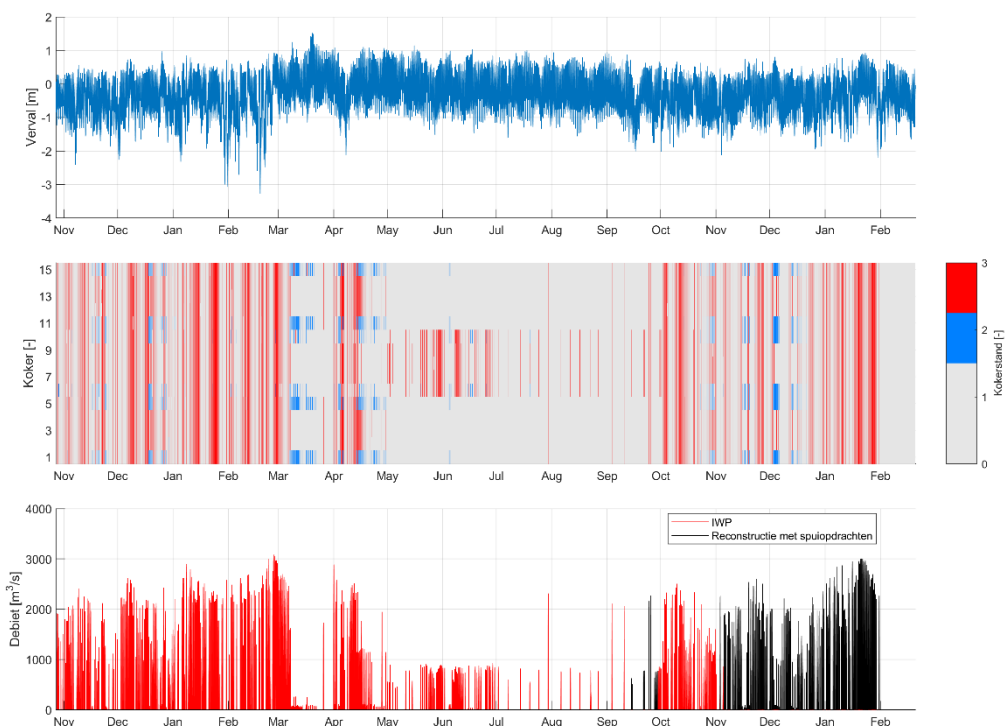 2
1
0
-1
-2
-3
-4
Verval [m]
Nov Dec Jan Feb Mar Apr May Jun Jul Aug Sep Oct Nov Dec Jan Feb
15
13
11
9
7
5
3
1
Koker [-]
Nov Dec Jan Feb Mar Apr May Jun Jul Aug Sep Oct Nov Dec Jan Feb
3
2
1
0
Kokerstand [-]
4000
3000
2000
1000
0
Debiet [m³/s]
IWP
Reconstructie met spuiopdrachten
Nov Dec Jan Feb Mar Apr May Jun Jul Aug Sep Oct Nov Dec Jan Feb